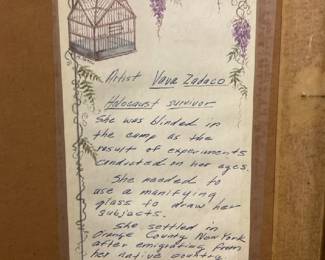 Artist Vave Zadaco
Holocaust survivor
She was blinded in
the camp as the
result of experiments
conducted on her eyes.
She needed to
use a manifying
glass to draw her
subjects.
She settled in
Orange County New York
after emigrating from
her native country